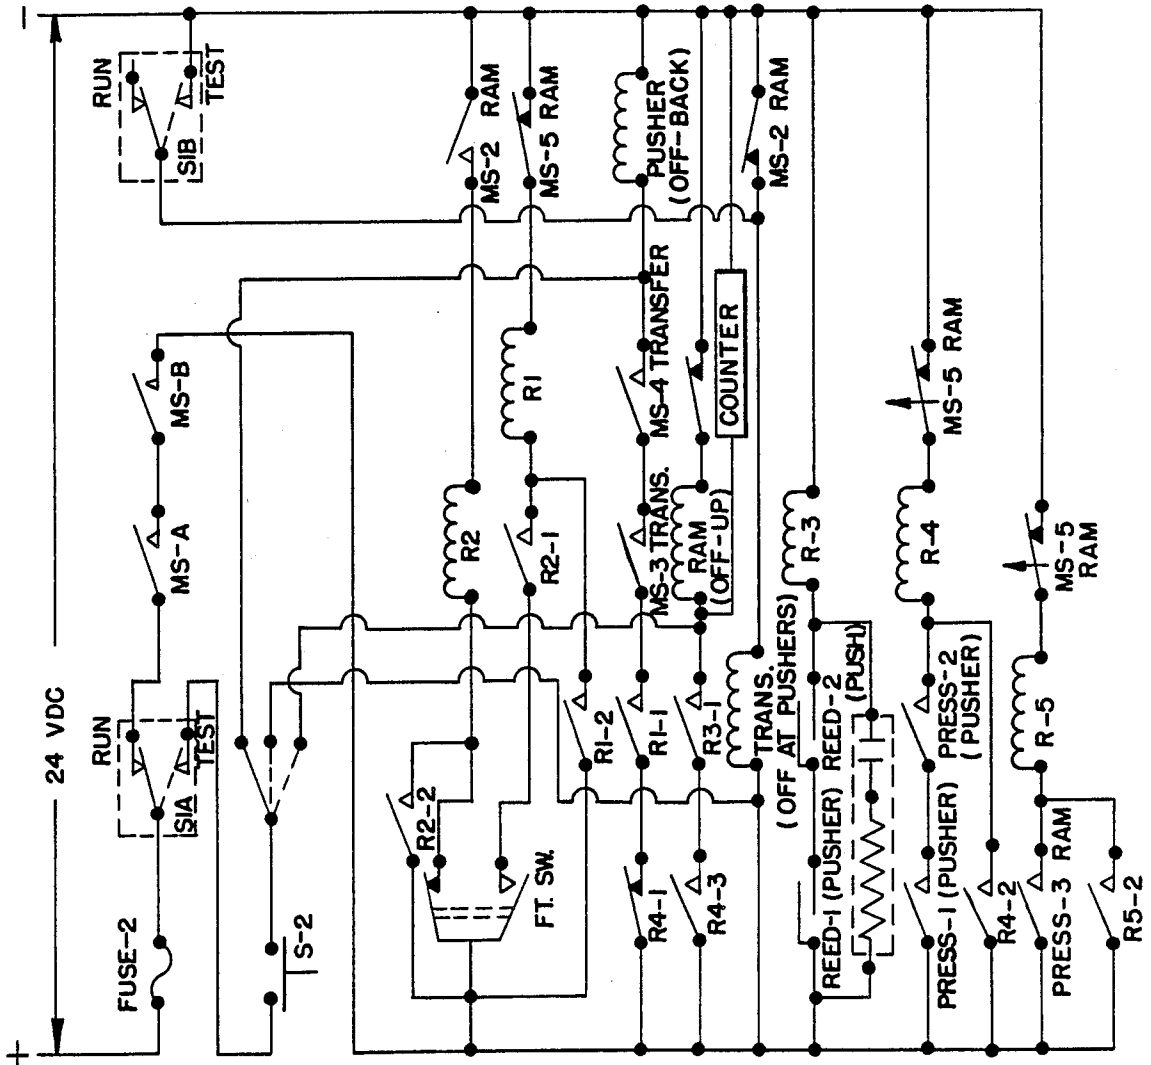 +
24 VDC
-
FUSE-2
RUN
S1A
TEST
MS-A
MS-B
RUN
S1B
TEST
S-2
R2-2
FT. SW.
R2
MS-2 RAM
R2-1
R1
MS-5 RAM
R1-2
R4-1
R1-1
MS-3 TRANS.
MS-4 TRANSFER
PUSHER
(OFF-BACK)
R4-3
R3-1
RAM
(OFF-UP)
COUNTER
TRANS.
(OFF AT PUSHERS)
MS-2 RAM
REED-1 (PUSHER)
REED-2
(PUSH.)
R-3
PRESS-1 (PUSHER)
PRESS-2
(PUSHER)
R4-2
R-4
MS-5 RAM
PRESS-3 RAM
R5-2
R-5
MS-5
RAM